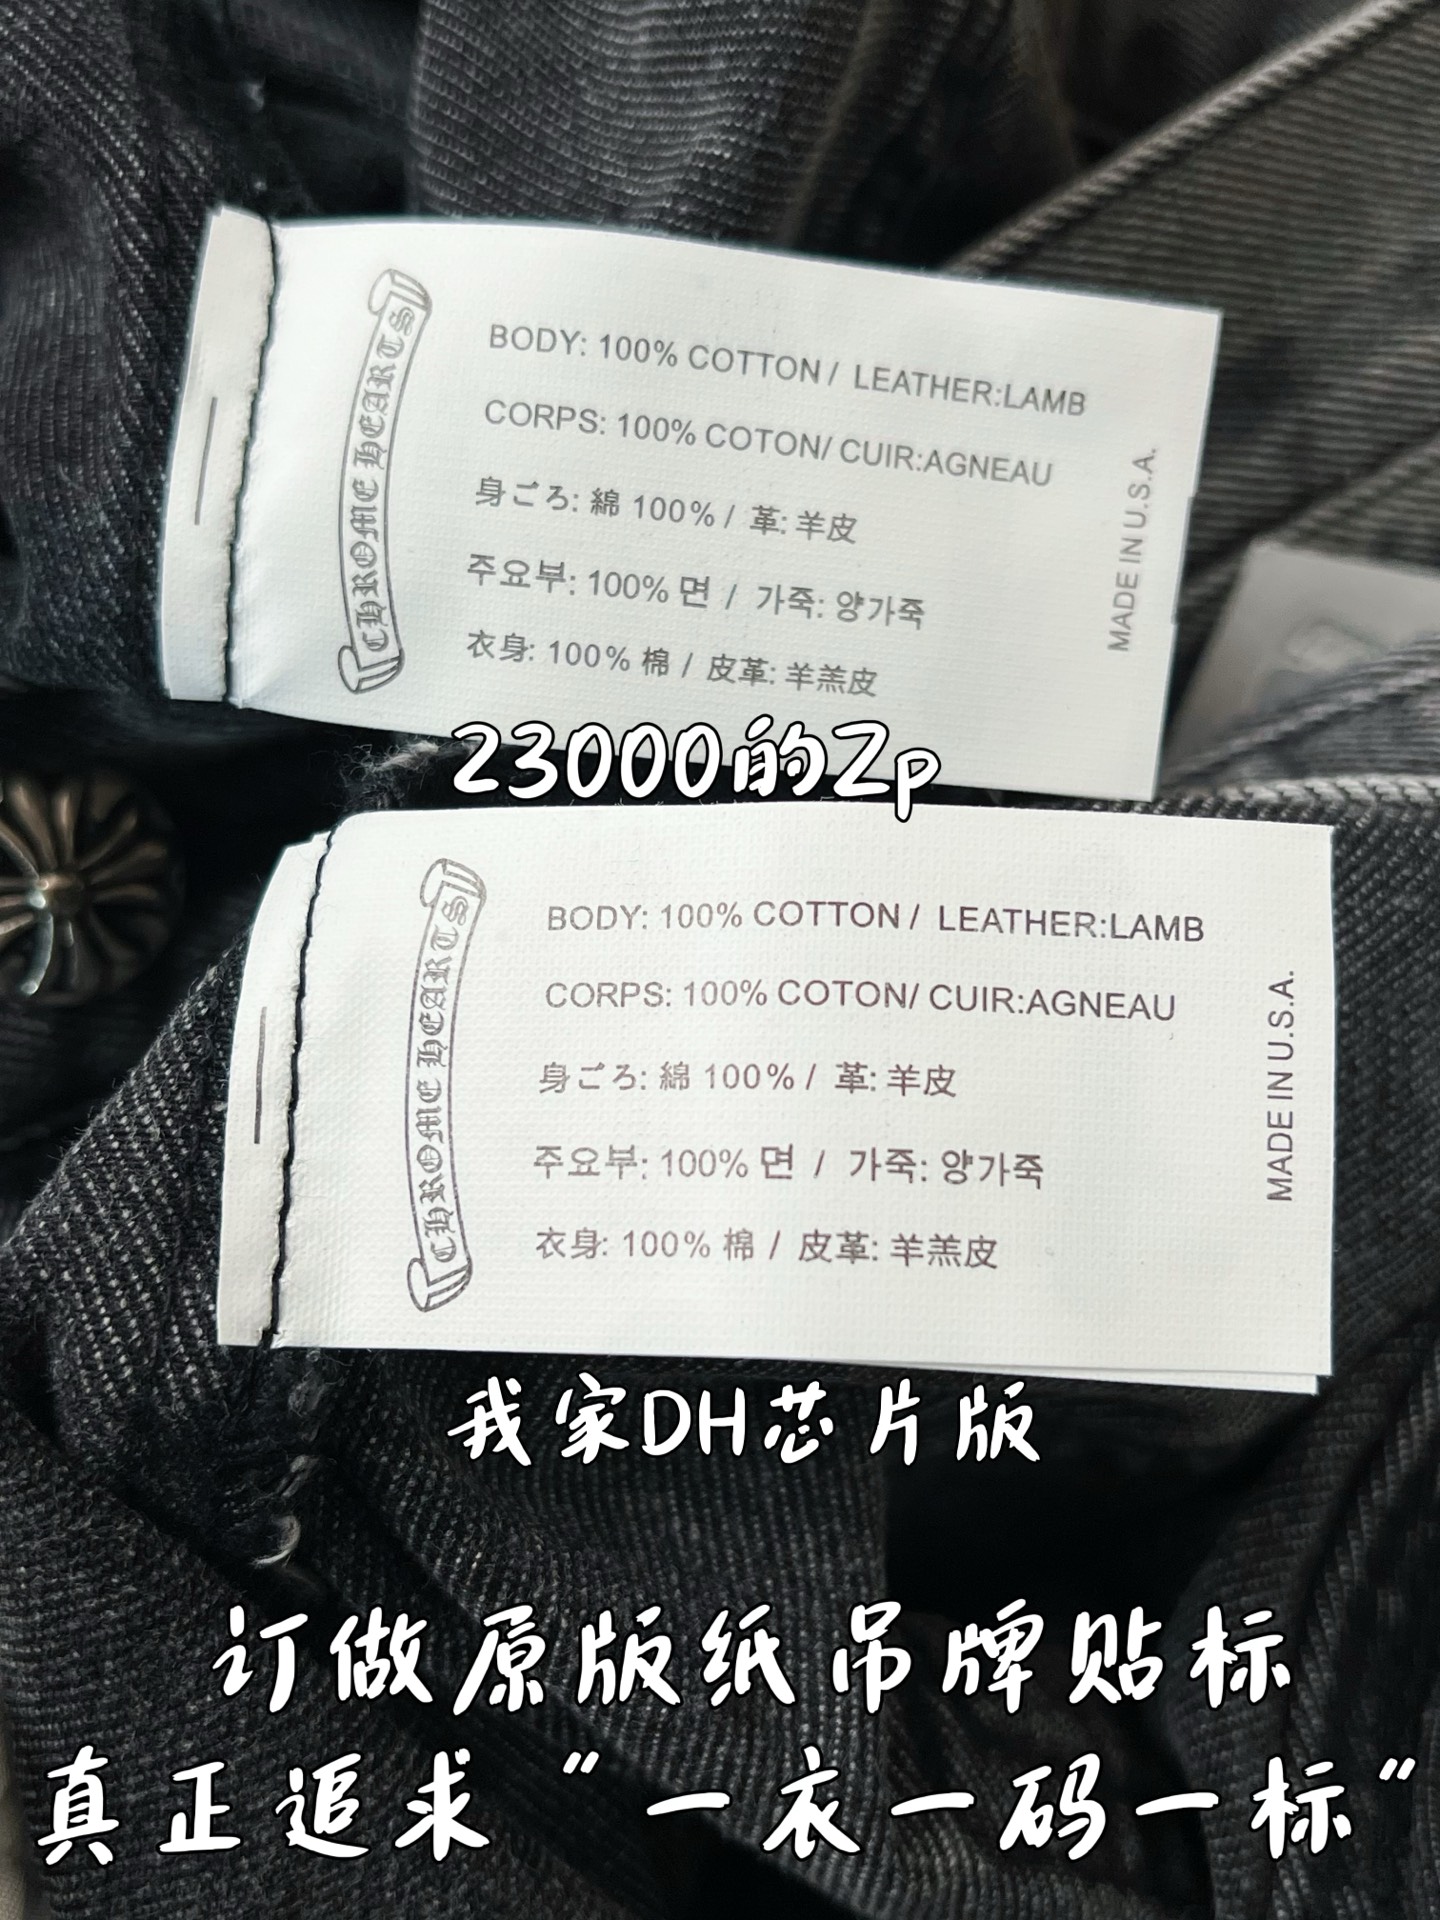 CHROME HEARTS
BODY: 100% COTTON / LEATHER:LAMB
CORPS: 100% COTON/ CUIR:AGNEAU
身ごろ: 綿 100% / 革: 羊皮
주요부: 100% 면 / 가죽: 양가죽
衣身: 100% 棉 / 皮革: 羊羔皮
MADE IN U.S.A.
23000的Zp
CHROME HEARTS
BODY: 100% COTTON / LEATHER:LAMB
CORPS: 100% COTON/ CUIR:AGNEAU
身ごろ: 綿 100% / 革: 羊皮
주요부: 100% 면 / 가죽: 양가죽
衣身: 100% 棉 / 皮革: 羊羔皮
MADE IN U.S.A.
我家DH芯片版
订做原版纸吊牌贴标
真正追求“一衣一码一标”